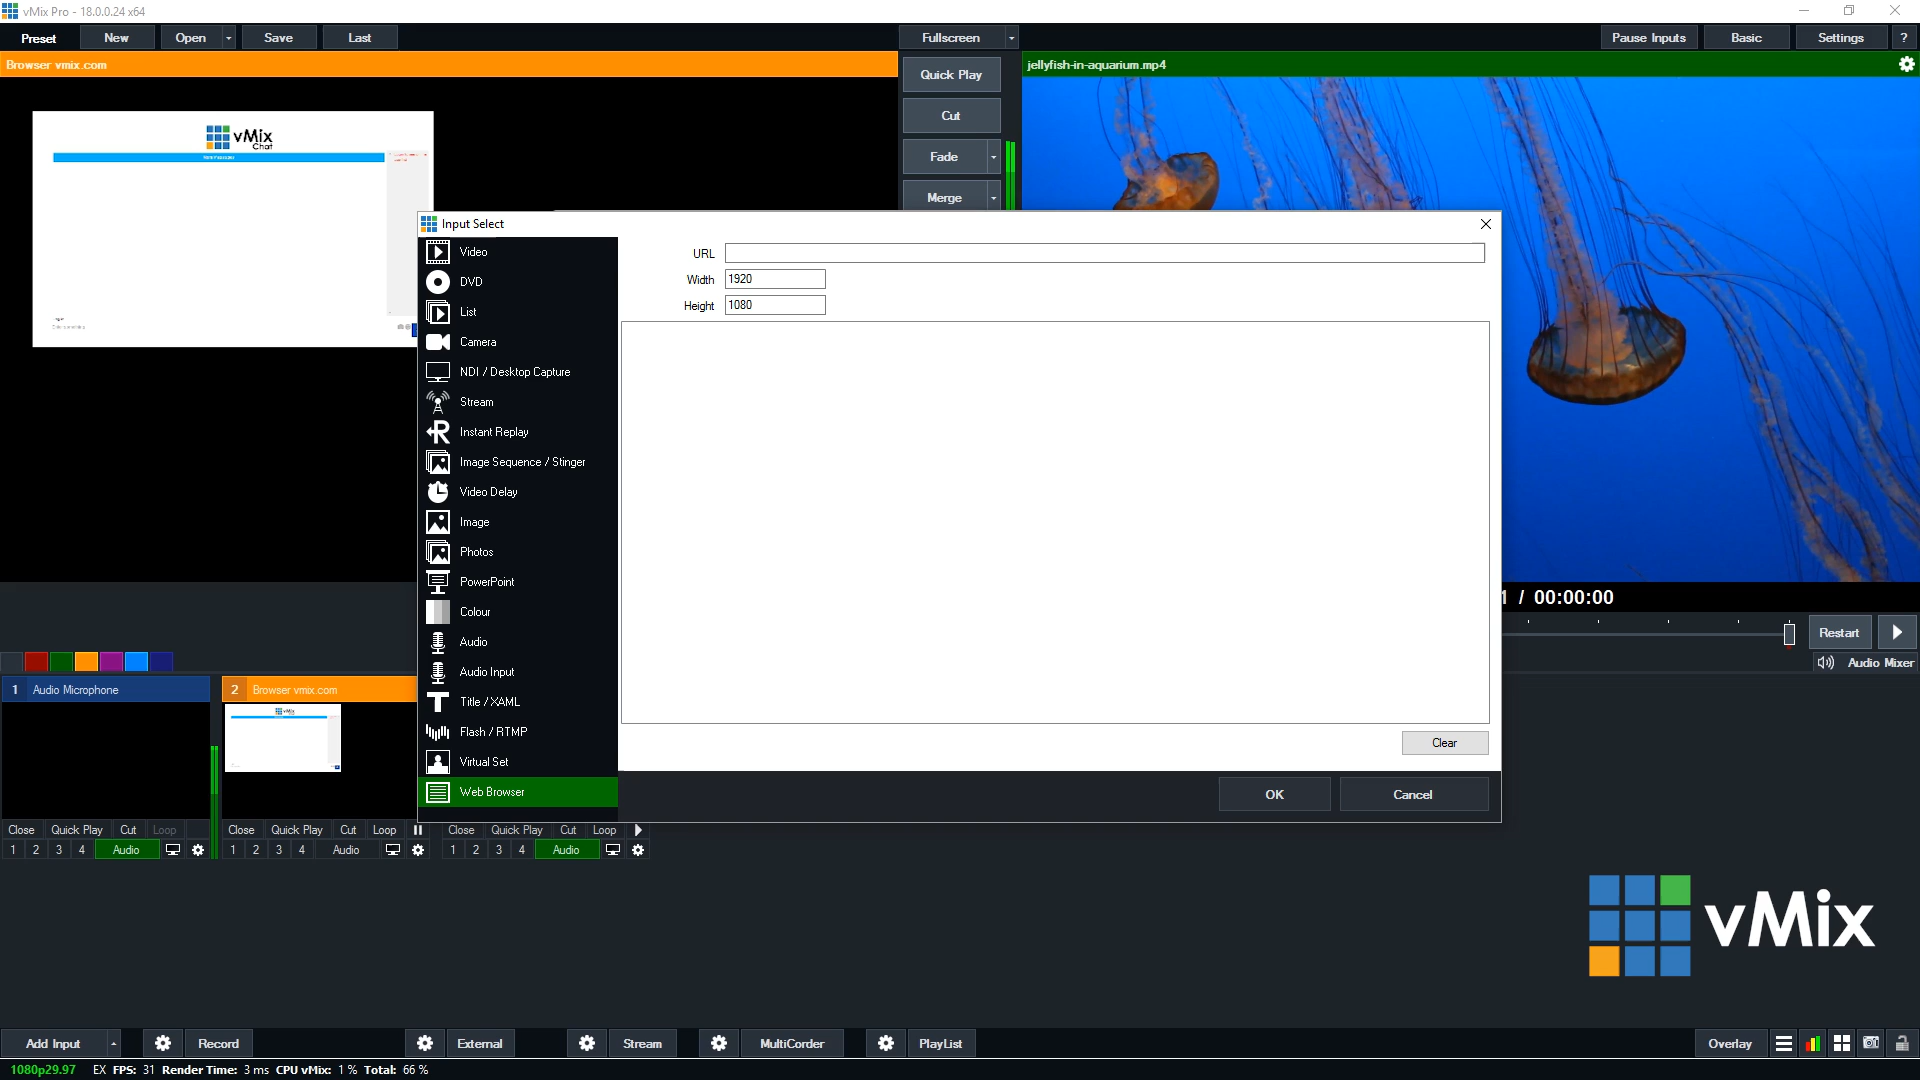 vMix Pro - 18.0.0.24 x64
Preset New Open Save Last Fullscreen Pause Inputs Basic Settings ?
Browser vmix.com
Quick Play
Cut
Fade
Merge
jellyfish-in-aquarium.mp4
vMix
Chat
Input Select
Video
DVD
List
Camera
NDI / Desktop Capture
Stream
Instant Replay
Image Sequence / Stinger
Video Delay
Image
Photos
PowerPoint
Colour
Audio
Audio Input
Title / XAML
Flash / RTMP
Virtual Set
Web Browser
URL
Width 1920
Height 1080
Clear
OK Cancel
/ 00:00:00
Restart
Audio Mixer
1 Audio Microphone
2 Browser vmix.com
vMix
Close Quick Play Cut Loop Close Quick Play Cut Loop Close Quick Play Cut Loop
1 2 3 4 Audio 1 2 3 4 Audio 1 2 3 4 Audio
vMix
Add Input Record External Stream MultiCorder PlayList Overlay
1080p29.97 EX FPS: 31 Render Time: 3 ms CPU vMix: 1 % Total: 66 %